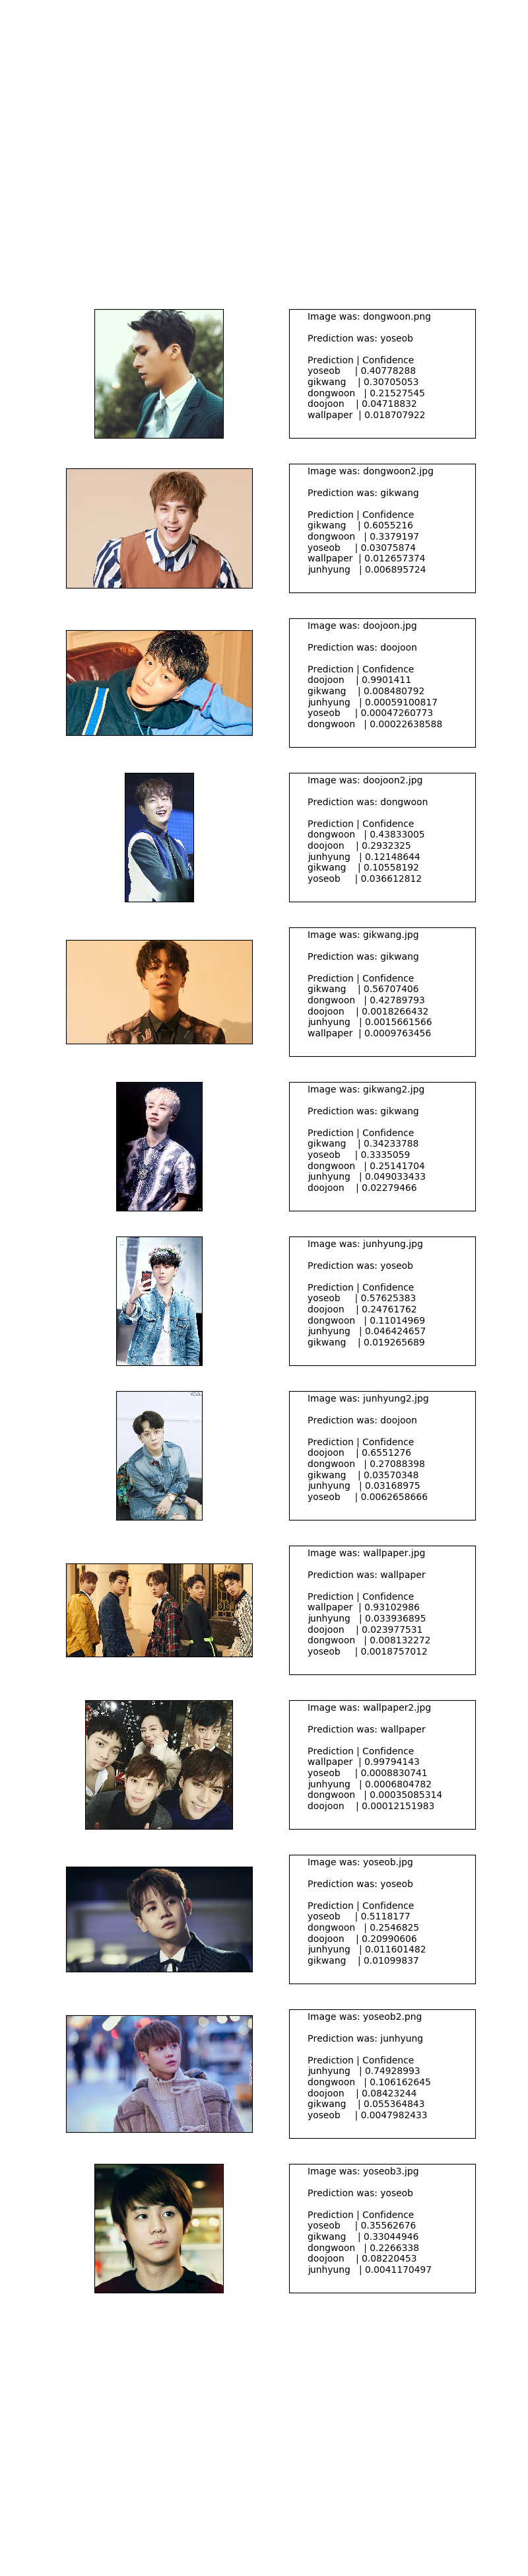 Image was: dongwoon.png
Prediction was: yoseob
Prediction | Confidence
yoseob | 0.40778288
gikwang | 0.30705053
dongwoon | 0.21527545
doojoon | 0.04718832
wallpaper | 0.018707922
Image was: dongwoon2.jpg
Prediction was: gikwang
Prediction | Confidence
gikwang | 0.6055216
dongwoon | 0.3379197
yoseob | 0.03075874
wallpaper | 0.012657374
junhyung | 0.006895724
Image was: doojoon.jpg
Prediction was: doojoon
Prediction | Confidence
doojoon | 0.9901411
gikwang | 0.008480792
junhyung | 0.00059100817
yoseob | 0.00047260773
dongwoon | 0.00022638588
Image was: doojoon2.jpg
Prediction was: dongwoon
Prediction | Confidence
dongwoon | 0.43833005
doojoon | 0.2932325
junhyung | 0.12148644
gikwang | 0.10558192
yoseob | 0.036612812
Image was: gikwang.jpg
Prediction was: gikwang
Prediction | Confidence
gikwang | 0.56707406
dongwoon | 0.42789793
doojoon | 0.0018266432
junhyung | 0.0015661566
wallpaper | 0.0009763456
Image was: gikwang2.jpg
Prediction was: gikwang
Prediction | Confidence
gikwang | 0.34233788
yoseob | 0.3335059
dongwoon | 0.25141704
junhyung | 0.049033433
doojoon | 0.02279466
Image was: junhyung.jpg
Prediction was: yoseob
Prediction | Confidence
yoseob | 0.57625383
doojoon | 0.24761762
dongwoon | 0.11014969
junhyung | 0.046424657
gikwang | 0.019265689
Image was: junhyung2.jpg
Prediction was: doojoon
Prediction | Confidence
doojoon | 0.6551276
dongwoon | 0.27088398
gikwang | 0.03570348
junhyung | 0.03168975
yoseob | 0.0062658666
Image was: wallpaper.jpg
Prediction was: wallpaper
Prediction | Confidence
wallpaper | 0.93102986
junhyung | 0.033936895
doojoon | 0.023977531
dongwoon | 0.008132272
yoseob | 0.0018757012
Image was: wallpaper2.jpg
Prediction was: wallpaper
Prediction | Confidence
wallpaper | 0.99794143
yoseob | 0.0008830741
junhyung | 0.0006804782
dongwoon | 0.00035085314
doojoon | 0.00012151983
Image was: yoseob.jpg
Prediction was: yoseob
Prediction | Confidence
yoseob | 0.5118177
dongwoon | 0.2546825
doojoon | 0.20990606
junhyung | 0.011601482
gikwang | 0.01099837
Image was: yoseob2.png
Prediction was: junhyung
Prediction | Confidence
junhyung | 0.74928993
dongwoon | 0.106162645
doojoon | 0.08423244
gikwang | 0.055364843
yoseob | 0.0047982433
Image was: yoseob3.jpg
Prediction was: yoseob
Prediction | Confidence
yoseob | 0.35562676
gikwang | 0.33044946
dongwoon | 0.2266338
doojoon | 0.08220453
junhyung | 0.0041170497